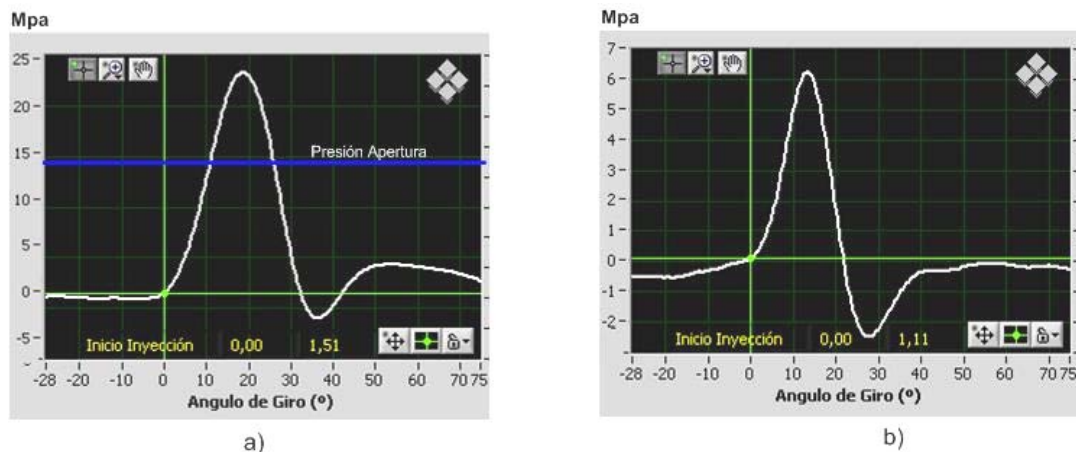 Mpa
25
20
15
10
5
0
-5
-7
Presión Apertura
Inicio Inyección 0,00 1,51
-28 -20 -10 0 10 20 30 40 50 60 70 75
Angulo de Giro (º)
a)
Mpa
7
6
5
4
3
2
1
0
-1
-2
Inicio Inyección 0,00 1,11
-28 -20 -10 0 10 20 30 40 50 60 70 75
Angulo de Giro (º)
b)